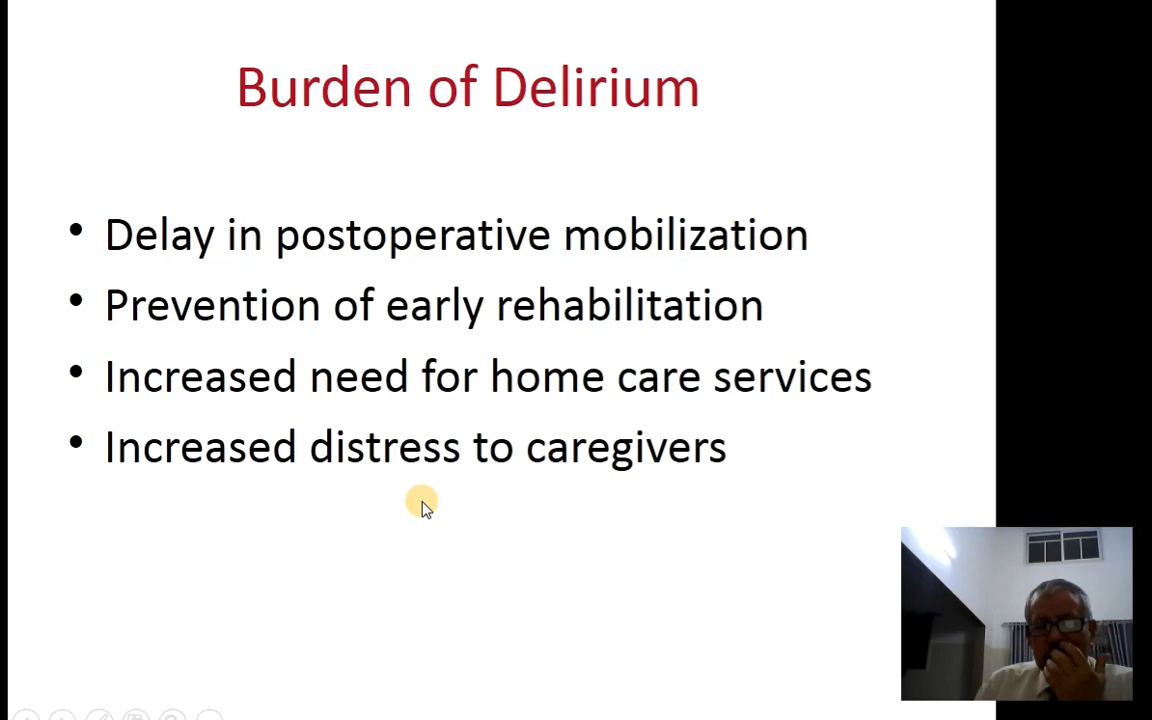 Burden of Delirium
• Delay in postoperative mobilization
• Prevention of early rehabilitation
• Increased need for home care services
• Increased distress to caregivers